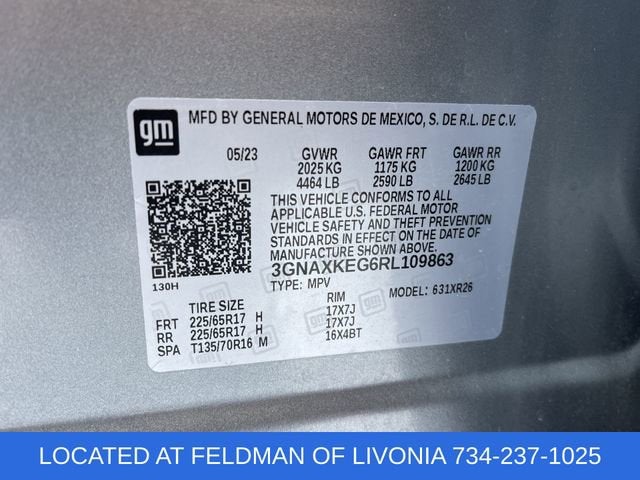 gm
MFD BY GENERAL MOTORS DE MEXICO, S. DE R.L. DE C.V.
05/23 GVWR GAWR FRT GAWR RR
2025 KG 1175 KG 1200 KG
4464 LB 2590 LB 2645 LB
THIS VEHICLE CONFORMS TO ALL
APPLICABLE U.S. FEDERAL MOTOR
VEHICLE SAFETY AND THEFT PREVENTION
STANDARDS IN EFFECT ON THE DATE OF
MANUFACTURE SHOWN ABOVE.
3GNAXKEG6RL109863
130H TYPE: MPV MODEL: 631XR26
TIRE SIZE RIM
FRT 225/65R17 H 17X7J
RR 225/65R17 H 17X7J
SPA T135/70R16 M 16X4BT
LOCATED AT FELDMAN OF LIVONIA 734-237-1025